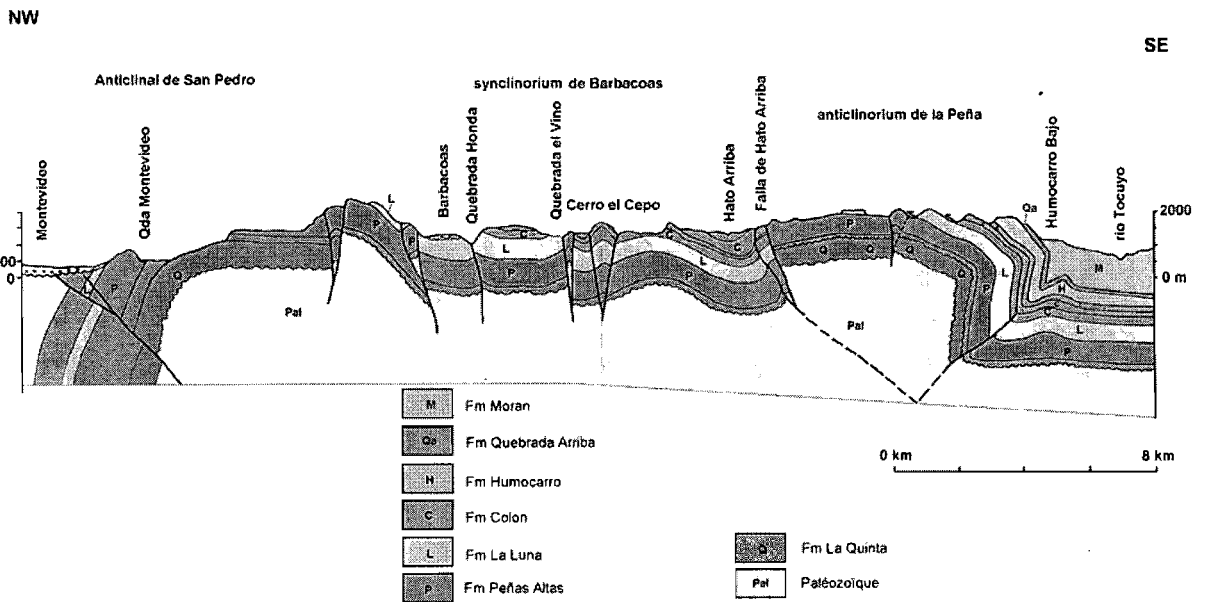 NW
SE
Anticlinal de San Pedro
synclinorium de Barbacoas
anticlinorium de la Peña
Montevideo
Qda Montevideo
Barbacoas
Quebrada Honda
Quebrada el Vino
Cerro el Cepo
Hato Arriba
Falla de Hato Arriba
Humocarro Bajo
rio Tocuyo
L
Qa
2000
0 m
00
0
P
Q
Pal
P
P
C
L
P
L
C
P
P
Q
Q
Q
Q
P
L
Pal
M
H
C
L
P
M Fm Moran
Qa Fm Quebrada Arriba
H Fm Humocarro
C Fm Colon
L Fm La Luna
P Fm Peñas Altas
Q Fm La Quinta
Pal Paléozoïque
0 km
8 km